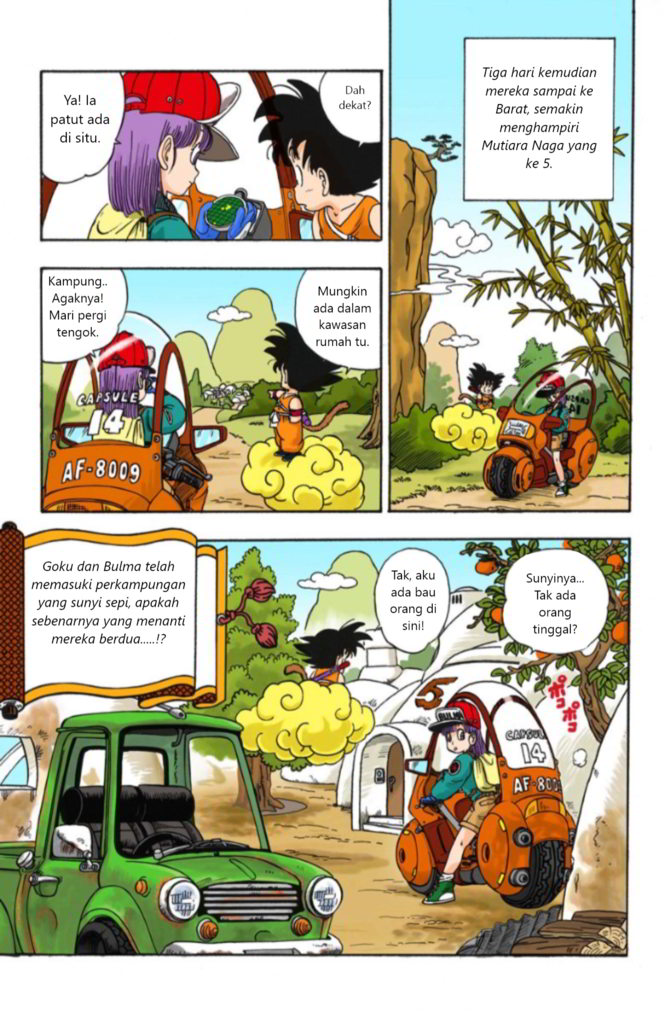 Tiga hari kemudian
mereka sampai ke
Barat, semakin
menghampiri
Mutiara Naga yang
ke 5.
Dah
dekat?
Ya! Ia
patut ada
di situ.
Mungkin
ada dalam
kawasan
rumah tu.
Kampung..
Agaknya!
Mari pergi
tengok.
CAPSULE
14
AF-8009
Sunyinya...
Tak ada
orang
tinggal?
Tak, aku
ada bau
orang di
sini!
ポコ
ポコ
BULMA
CAPSULE
14
AF-8009
Goku dan Bulma telah
memasuki perkampungan
yang sunyi sepi, apakah
sebenarnya yang menanti
mereka berdua.....!?